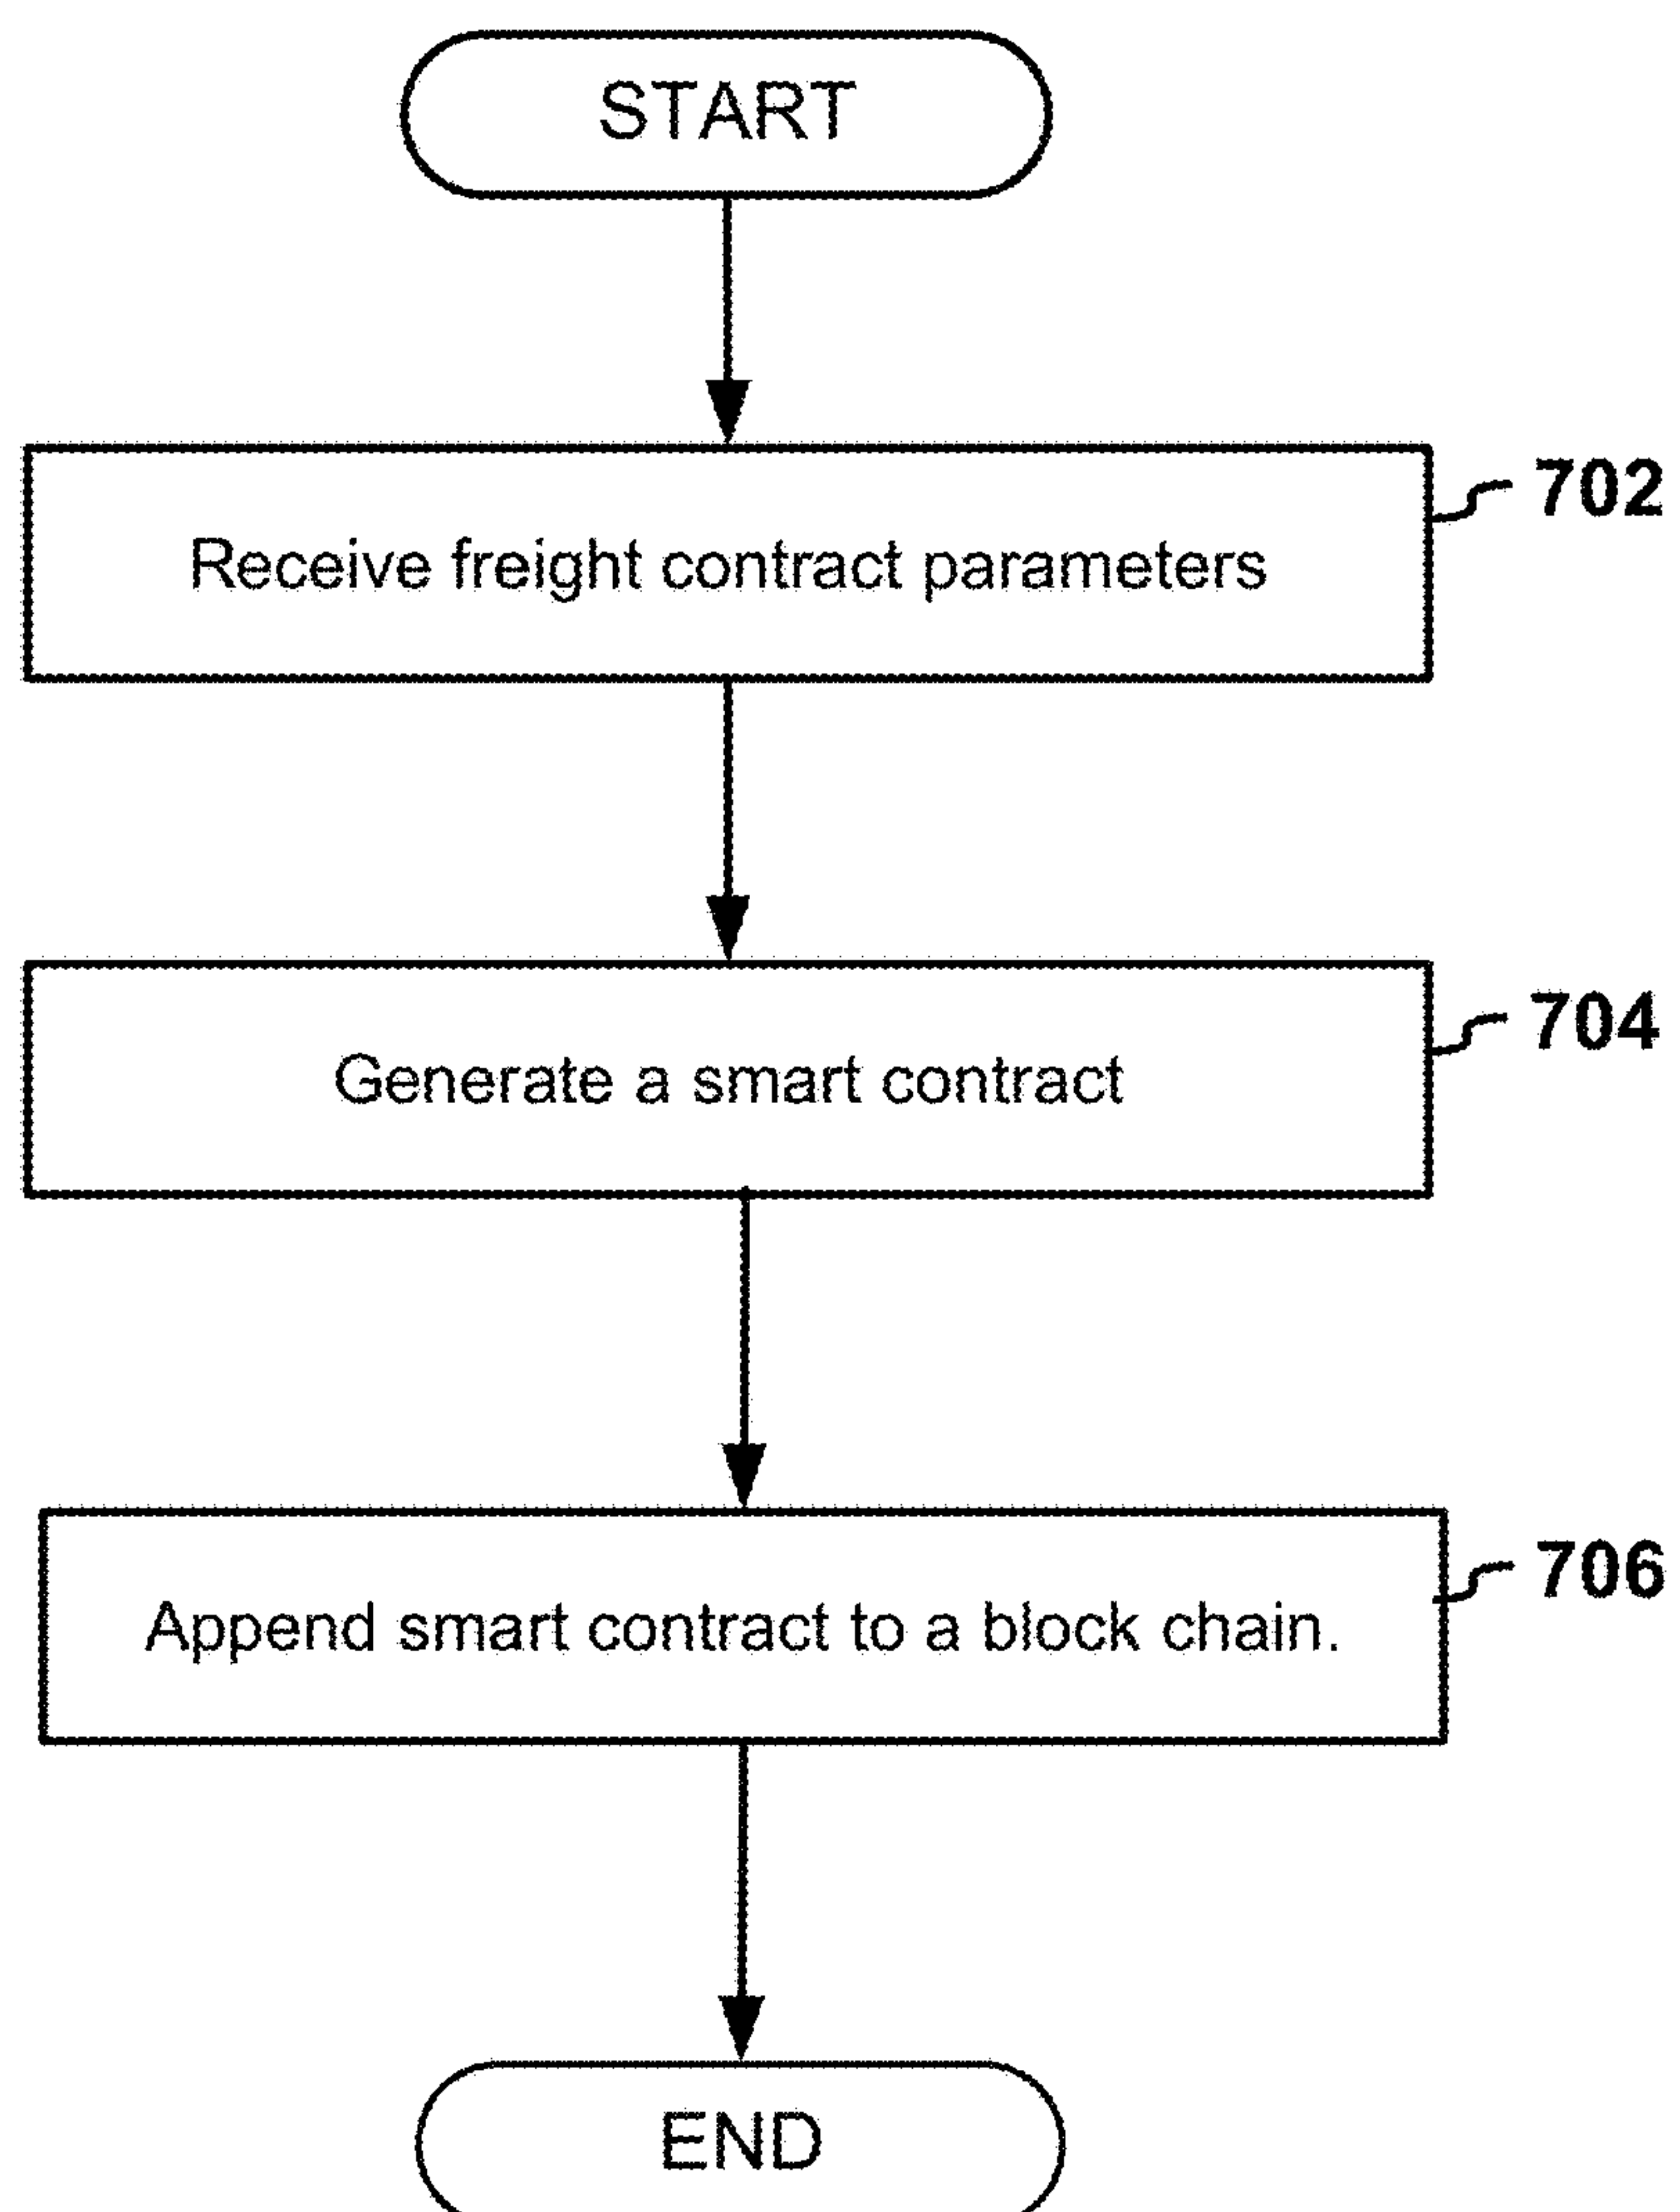 START
702
Receive freight contract parameters
704
Generate a smart contract
706
Append smart contract to a block chain.
END